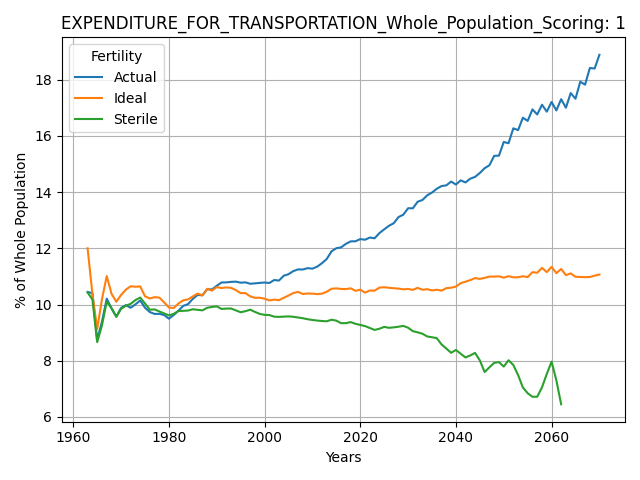 EXPENDITURE_FOR_TRANSPORTATION_Whole_Population_Scoring: 1
Fertility
Actual
Ideal
Sterile
% of Whole Population
18
16
14
12
10
8
6
1960
1980
2000
2020
2040
2060
Years